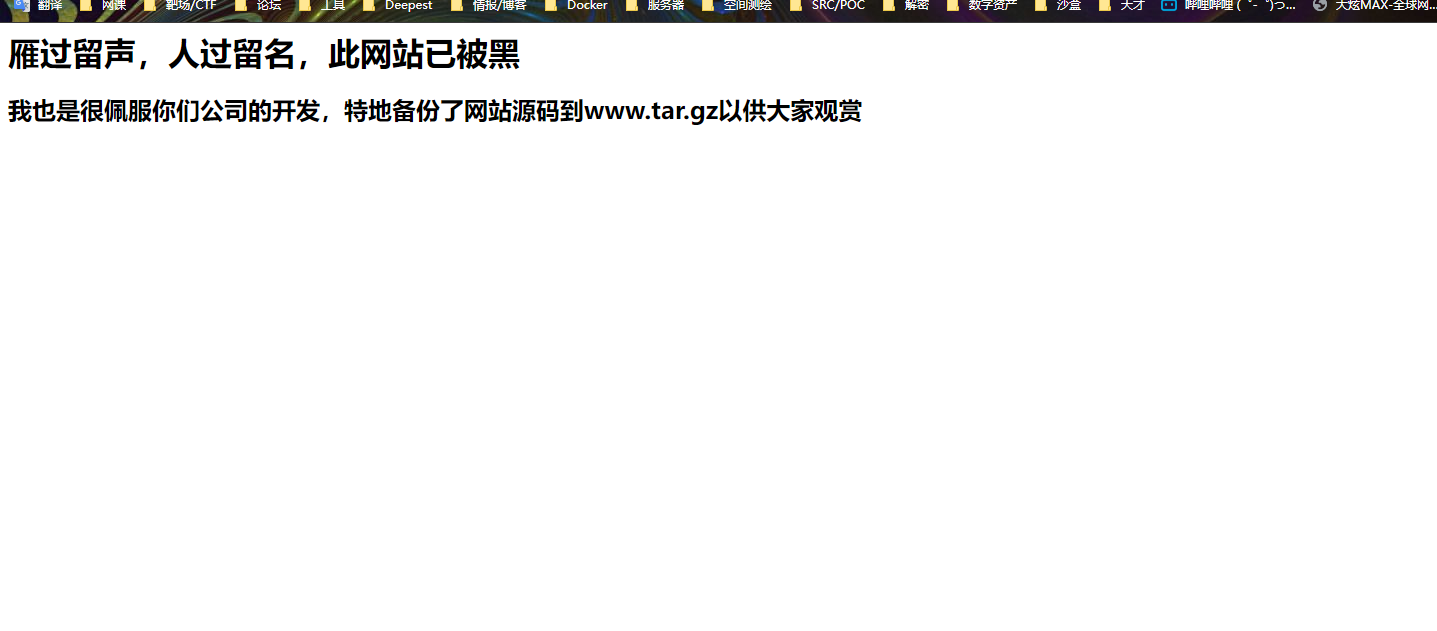 翻译 网课 靶场/CTF 论坛 工具 Deepest 情报/博客 Docker 服务器 空间测绘 SRC/POC 解密 数字资产 沙盒 天才 哔哩哔哩 ( ゜- ゜)つ... 天炫MAX-全球网...
雁过留声，人过留名，此网站已被黑
我也是很佩服你们公司的开发，特地备份了网站源码到www.tar.gz以供大家观赏